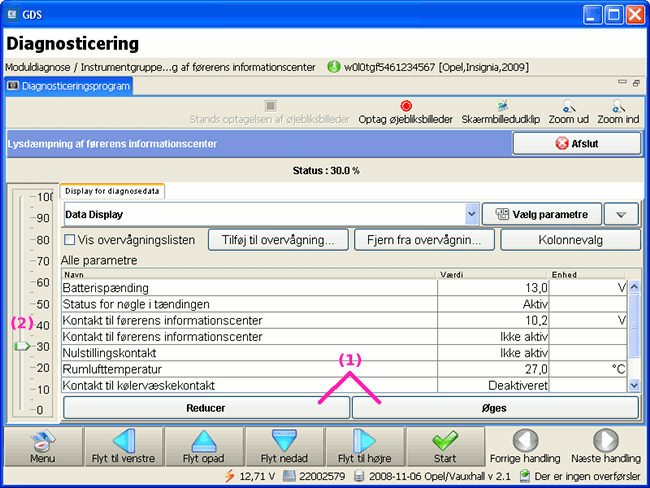 GDS
Diagnosticering
Moduldiagnose / Instrumentgruppe...g af førerens informationscenter w0l0tgf5461234567 [Opel,Insignia,2009]
Diagnosticeringsprogram
Stands optagelsen af øjebliksbilleder Optag øjebliksbilleder Skærmbilledudklip Zoom ud Zoom ind
Lysdæmpning af førerens informationscenter Afslut
Status : 30.0 %
Display for diagnosedata
Data Display Vælg parametre
Vis overvågningslisten Tilføj til overvågning... Fjern fra overvågnin... Kolonnevalg
Alle parametre
Navn Værdi Enhed
Batterispænding 13,0 V
Status for nøgle i tændingen Aktiv
Kontakt til førerens informationscenter 10,2 V
Kontakt til førerens informationscenter Ikke aktiv
Nulstillingskontakt Ikke aktiv
Rumlufttemperatur 27,0 °C
Kontakt til kølervæskekontakt Deaktiveret
100
90
80
70
60
50
40
30
20
10
0
(2)
(1)
Reducer Øges
Menu Flyt til venstre Flyt opad Flyt nedad Flyt til højre Start Forrige handling Næste handling
12,71 V 22002579 2008-11-06 Opel/Vauxhall v 2.1 Der er ingen overførsler